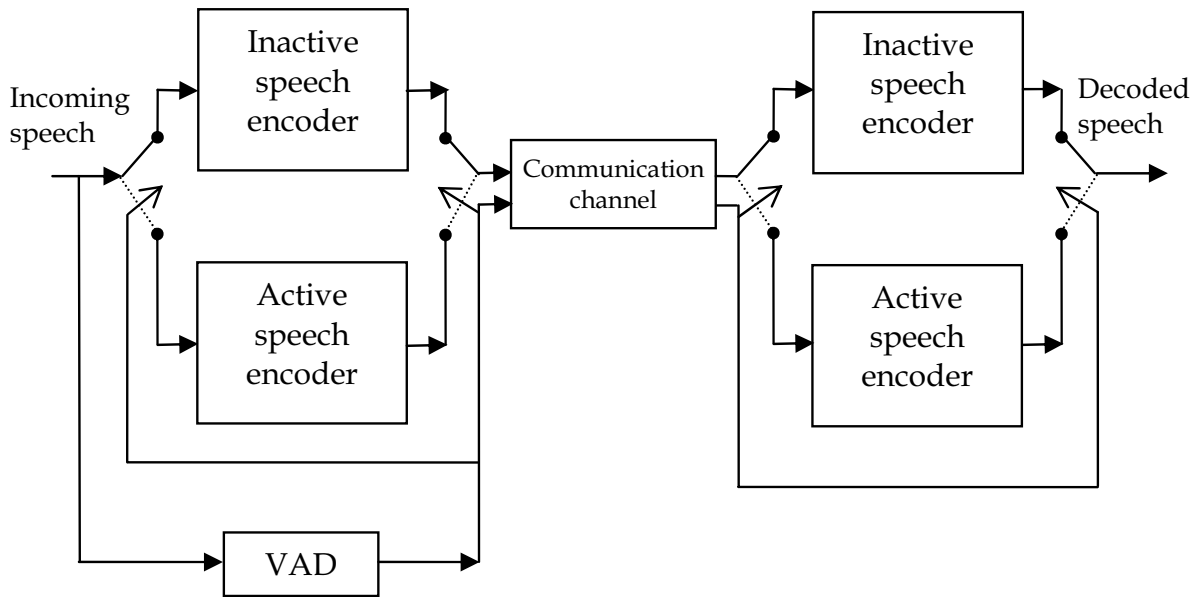 Incoming
speech
Inactive
speech
encoder
Active
speech
encoder
VAD
Communication
channel
Inactive
speech
encoder
Active
speech
encoder
Decoded
speech